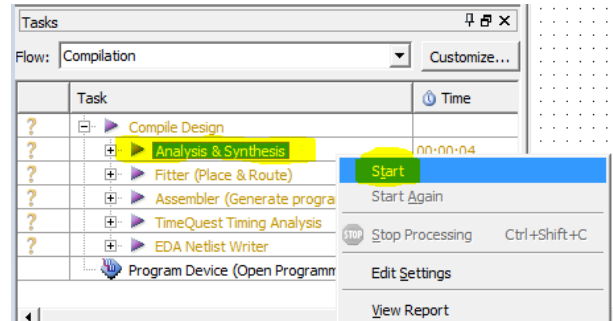 Tasks
Flow: Compilation Customize...
Task Time
? Compile Design
? Analysis & Synthesis 00:00:04
? Fitter (Place & Route)
? Assembler (Generate progra
? TimeQuest Timing Analysis
? EDA Netlist Writer
Program Device (Open Programm
Start
Start Again
STOP Stop Processing Ctrl+Shift+C
Edit Settings
View Report